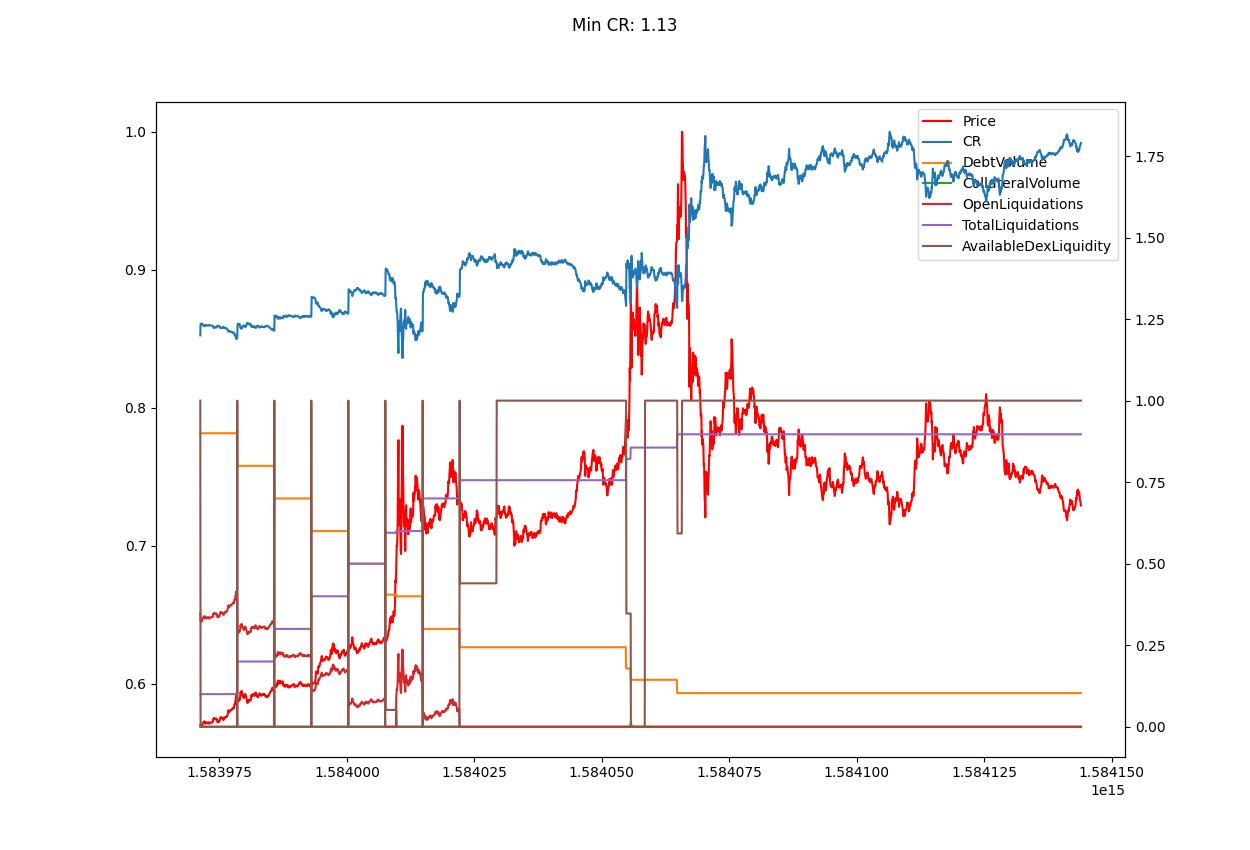 Min CR: 1.13
1.0
0.9
0.8
0.7
0.6
Price
CR
DebtVolume
CollateralVolume
OpenLiquidations
TotalLiquidations
AvailableDexLiquidity
1.75
1.50
1.25
1.00
0.75
0.50
0.25
0.00
1.583975 1.584000 1.584025 1.584050 1.584075 1.584100 1.584125 1.584150
1e15